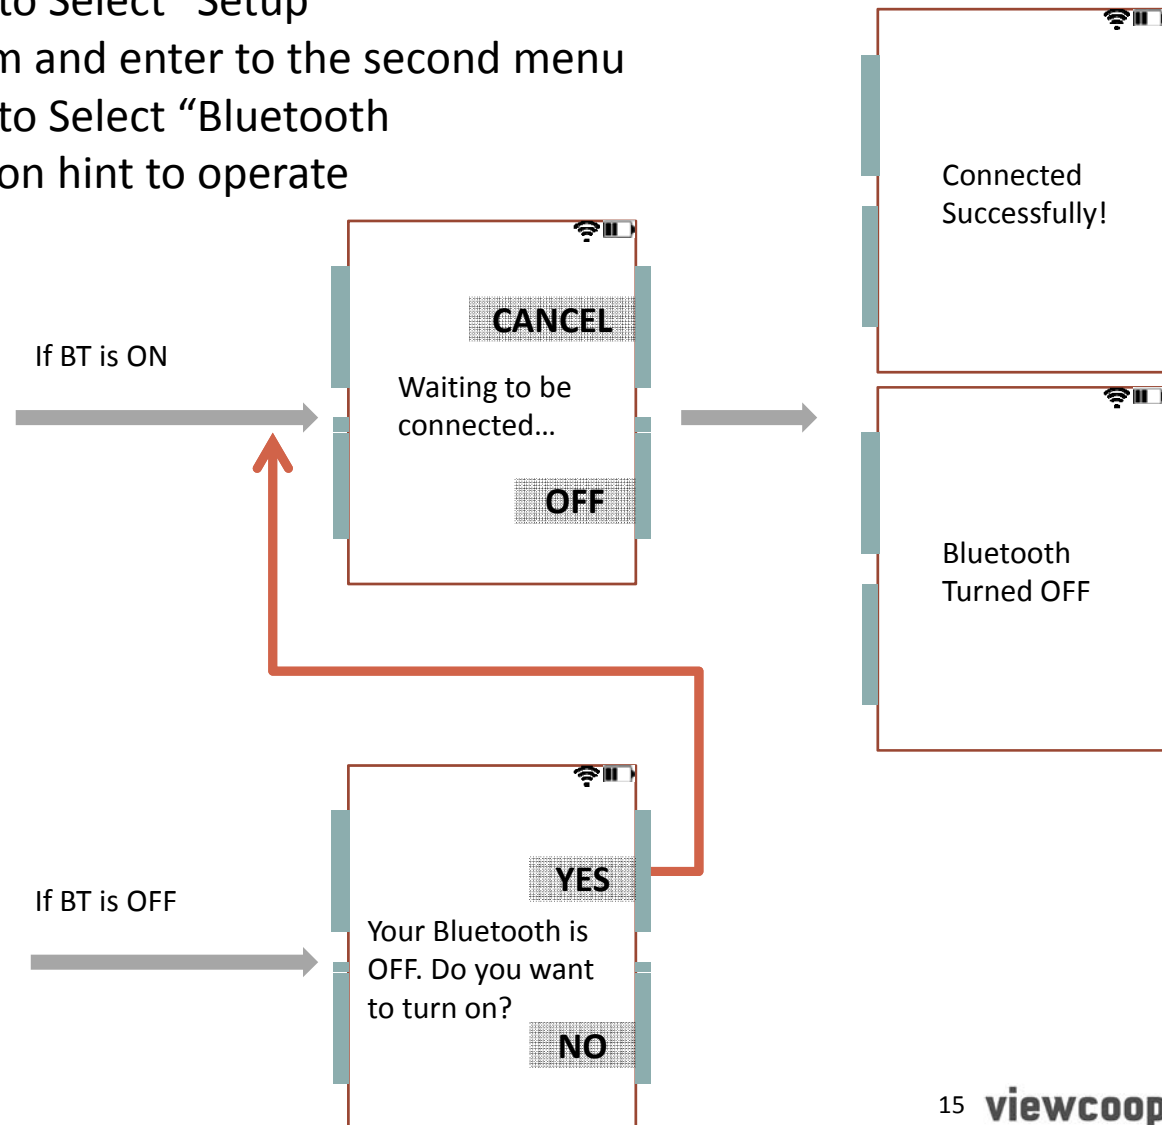 to Select “Setup
and enter to the second menu
to Select “Bluetooth
on hint to operate
Connected
Successfully!
CANCEL
If BT is ON
Waiting to be
connected...
OFF
Bluetooth
Turned OFF
YES
If BT is OFF
Your Bluetooth is
OFF. Do you want
to turn on?
NO
15 viewcoop